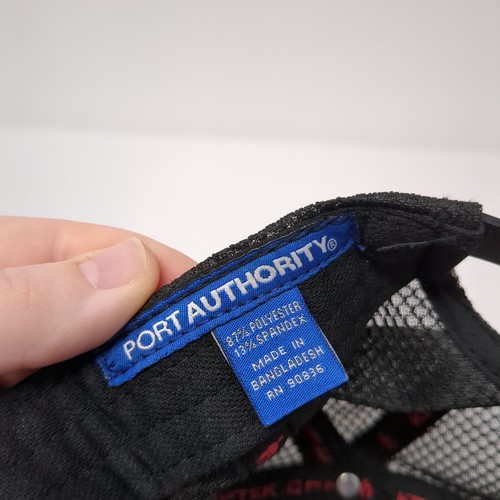 PORT AUTHORITY®
87% POLYESTER
13% SPANDEX
MADE IN
BANGLADESH
RN 90836